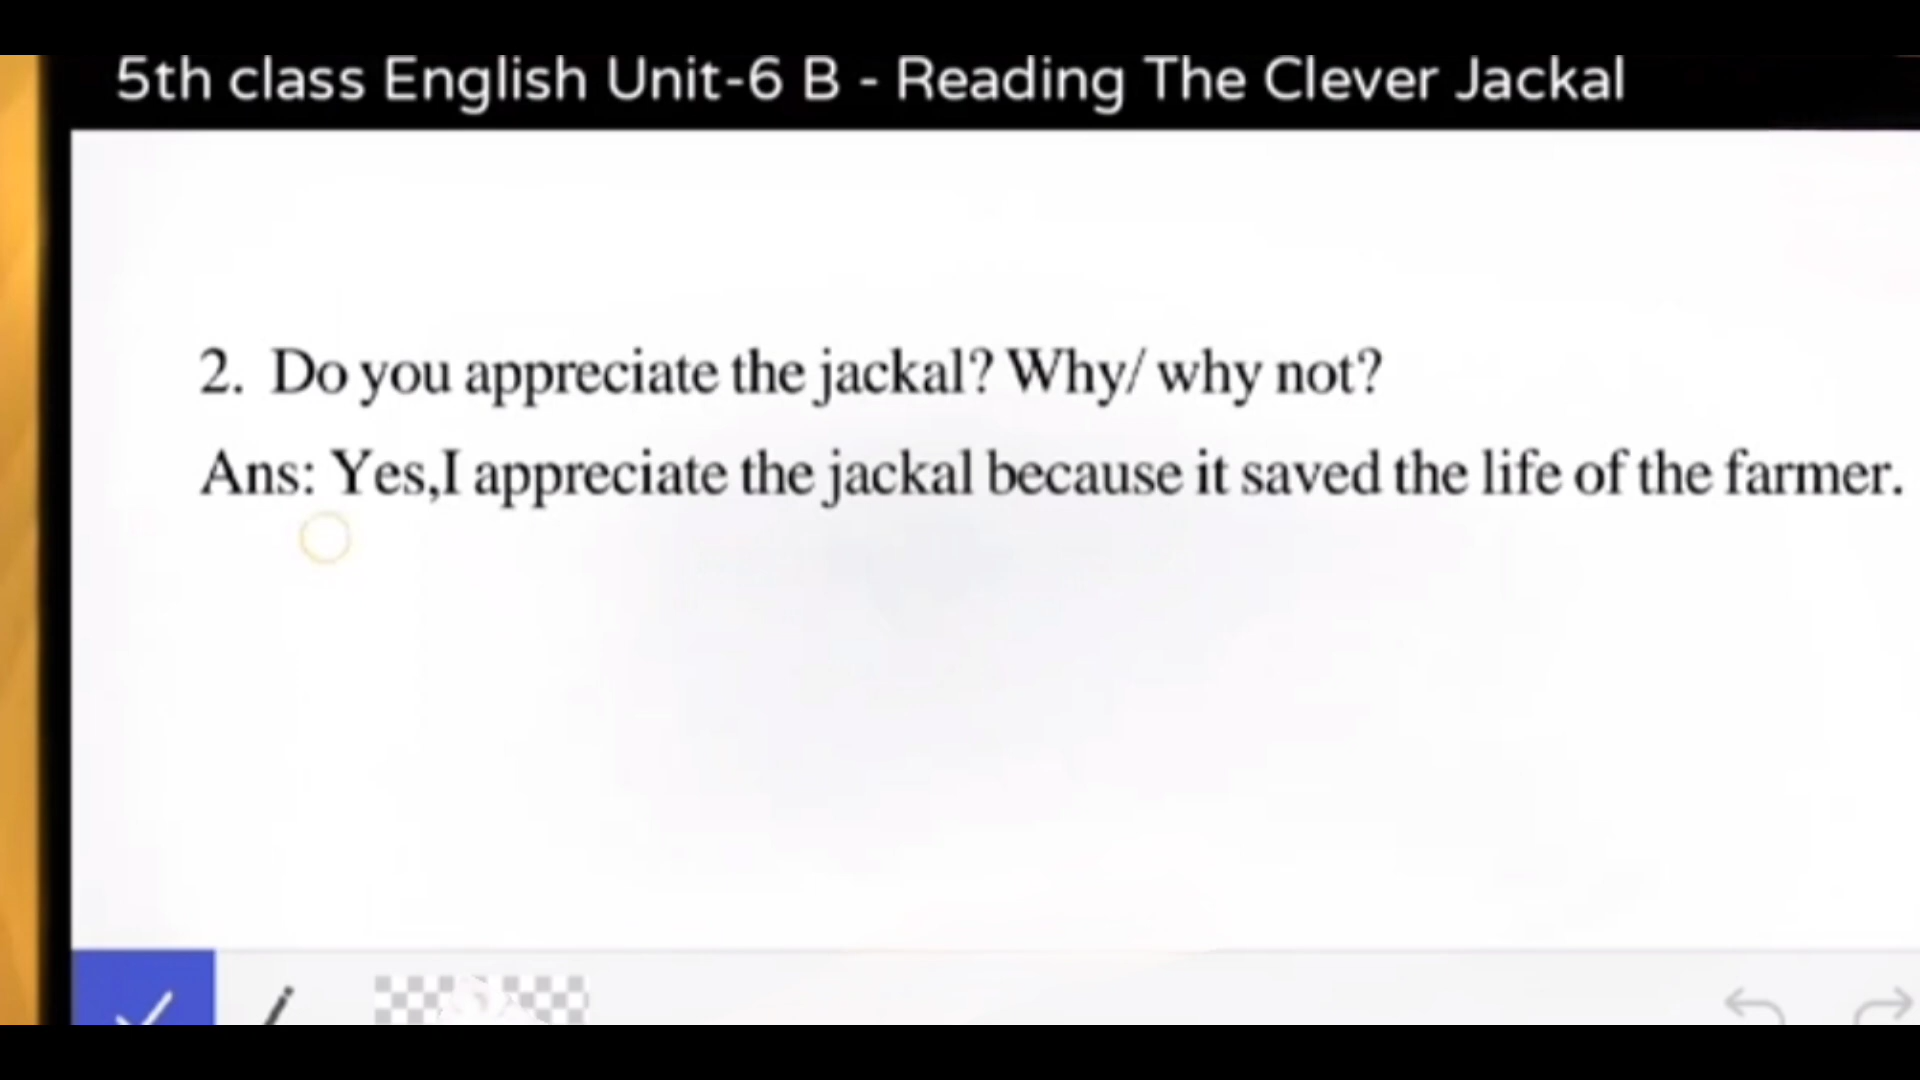 5th class English Unit-6 B - Reading The Clever Jackal
2. Do you appreciate the jackal? Why/ why not?
Ans: Yes,I appreciate the jackal because it saved the life of the farmer.